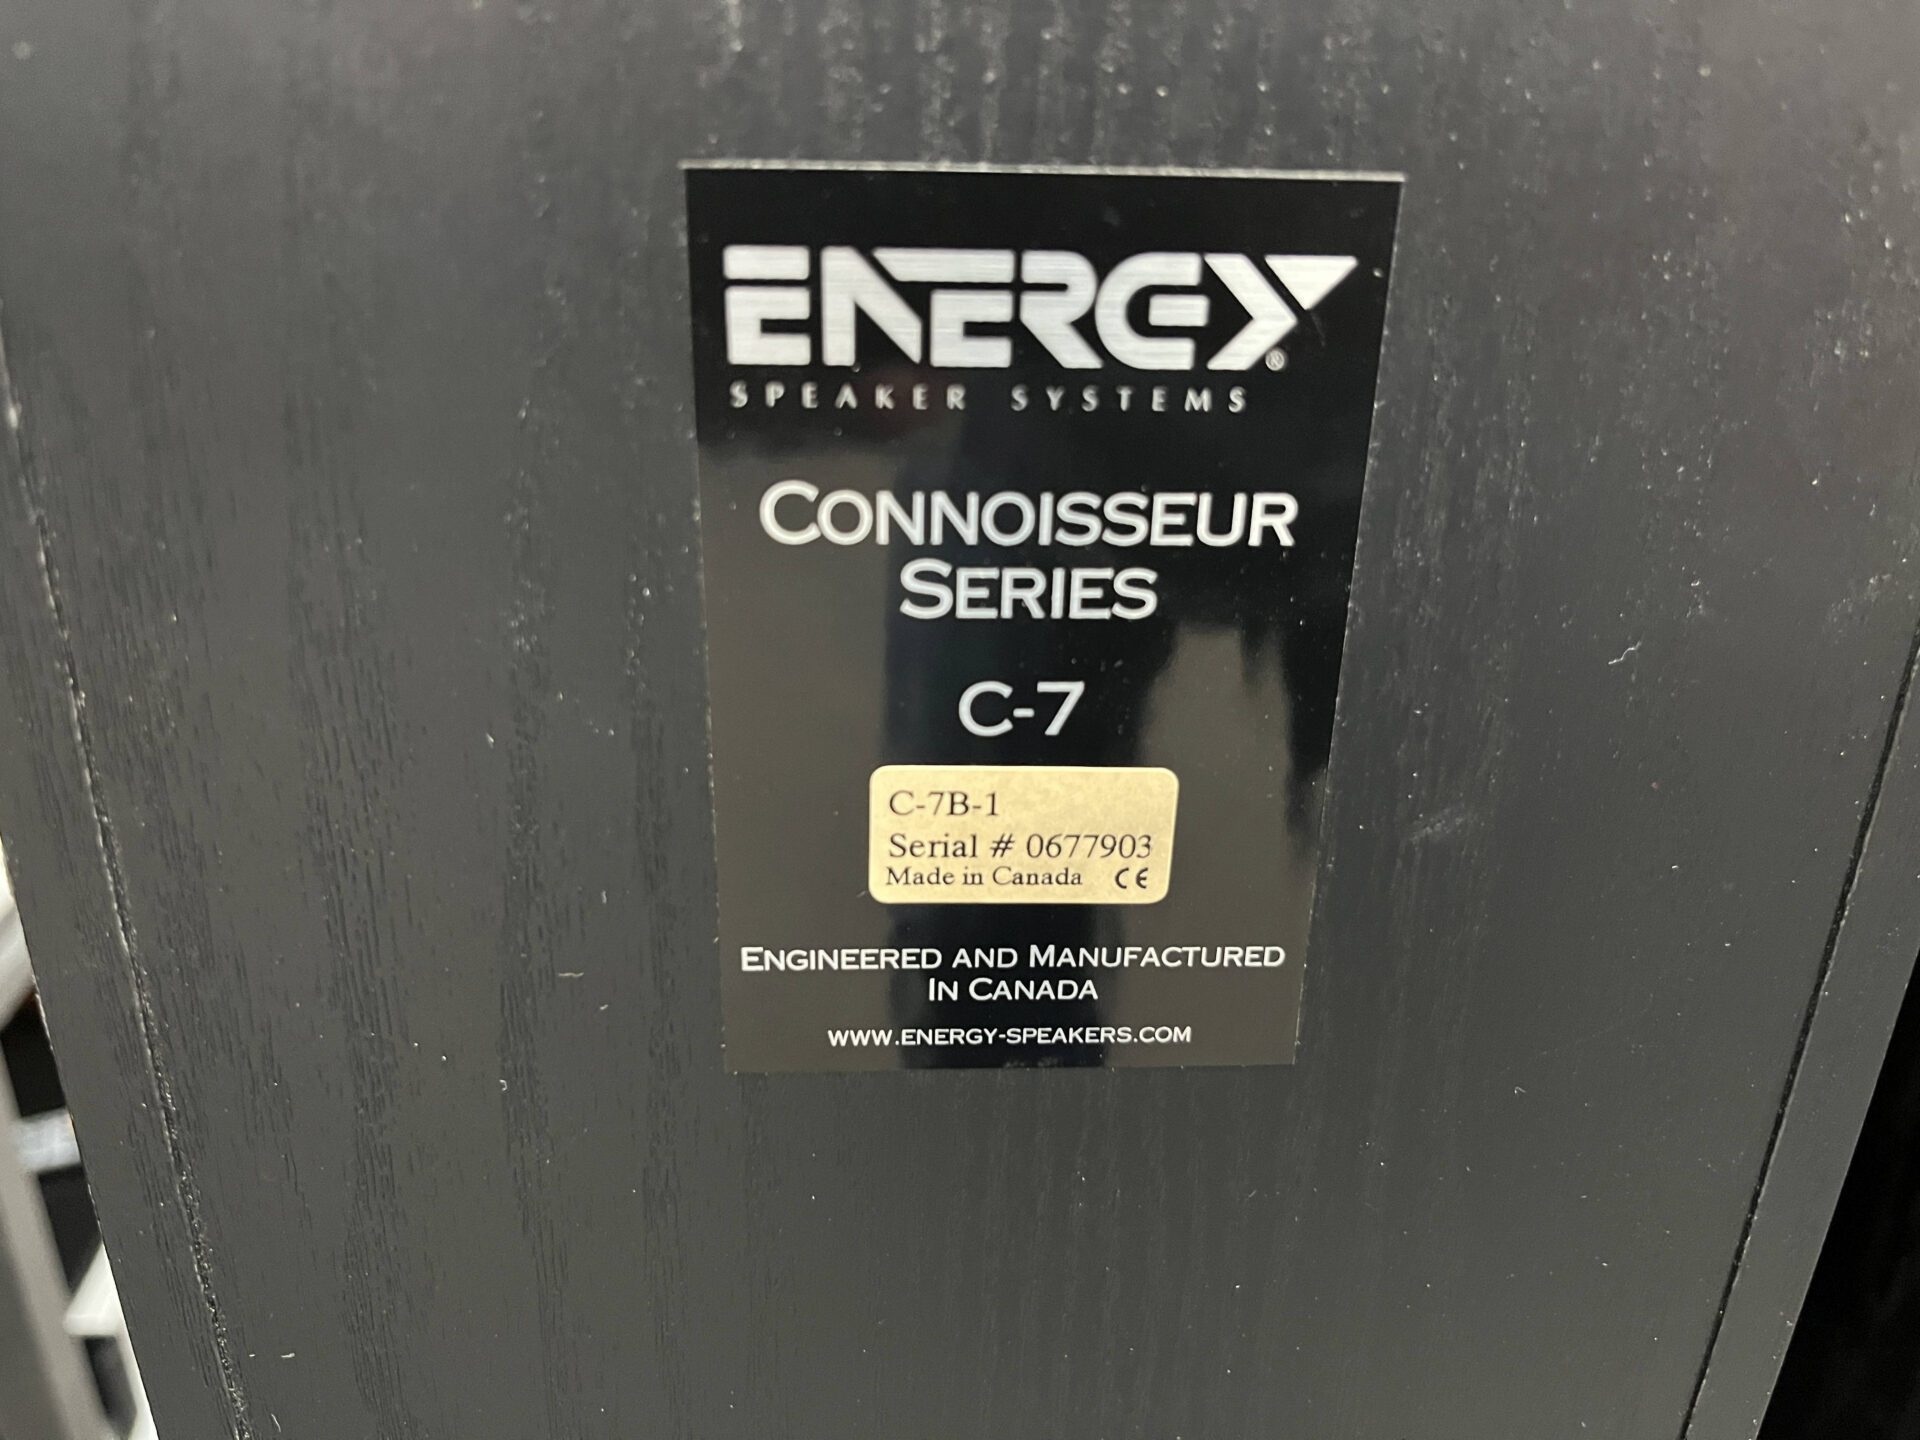 ENERGY®
SPEAKER SYSTEMS
CONNOISSEUR
SERIES
C-7
C-7B-1
Serial # 0677903
Made in Canada CE
ENGINEERED AND MANUFACTURED
IN CANADA
WWW.ENERGY-SPEAKERS.COM